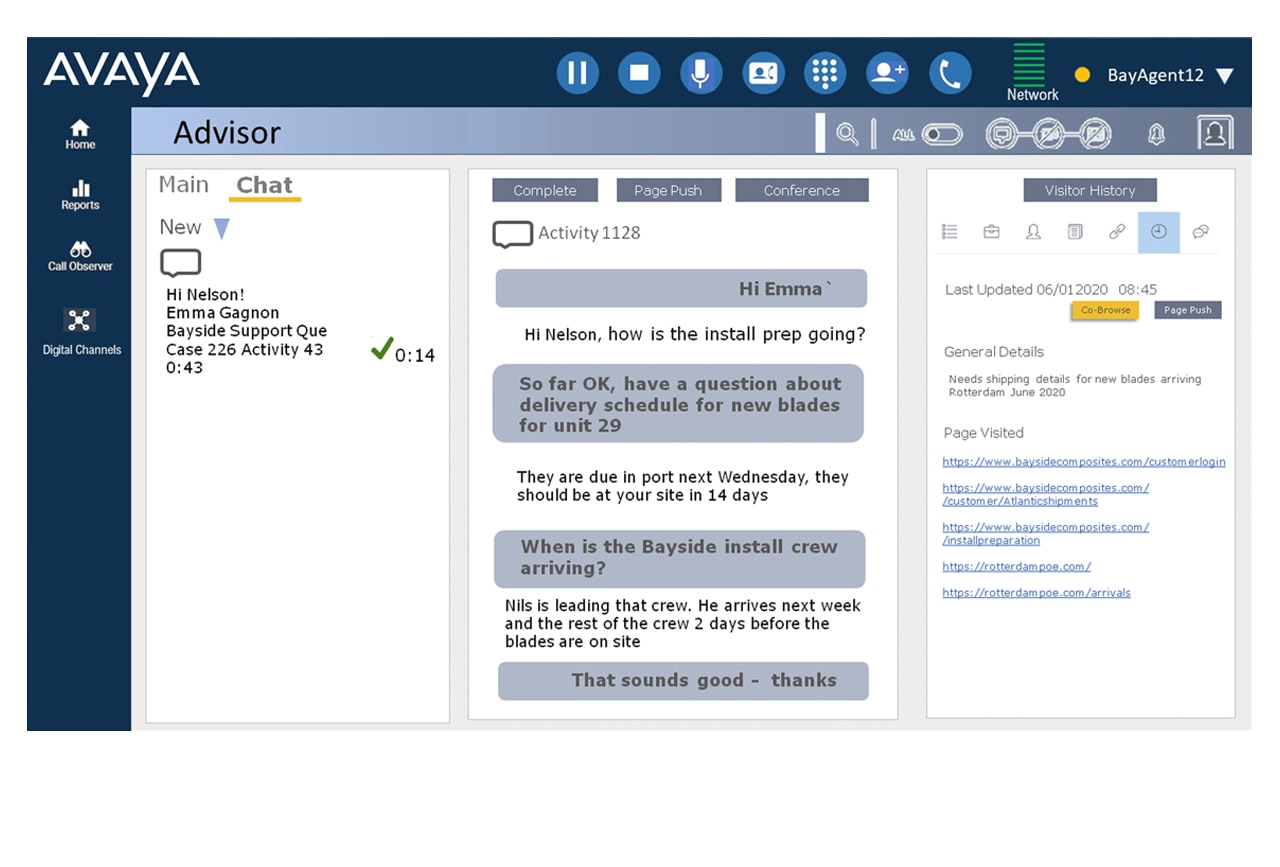 AVAYA
Network
BayAgent12
Home
Reports
Call Observer
Digital Channels
Advisor
ALL
Main Chat
New
Hi Nelson!
Emma Gagnon
Bayside Support Que
Case 226 Activity 43
0:43
0:14
Complete
Page Push
Conference
Activity 1128
Hi Emma`
Hi Nelson, how is the install prep going?
So far OK, have a question about
delivery schedule for new blades
for unit 29
They are due in port next Wednesday, they
should be at your site in 14 days
When is the Bayside install crew
arriving?
Nils is leading that crew. He arrives next week
and the rest of the crew 2 days before the
blades are on site
That sounds good - thanks
Visitor History
Last Updated 06/012020 08:45
Co-Browse
Page Push
General Details
Needs shipping details for new blades arriving
Rotterdam June 2020
Page Visited
https://www.baysidecomposites.com/customerlogin
https://www.baysidecomposites.com/
/customer/Atlanticshipments
https://www.baysidecomposites.com/
/installpreparation
https://rotterdampoe.com/
https://rotterdampoe.com/arrivals